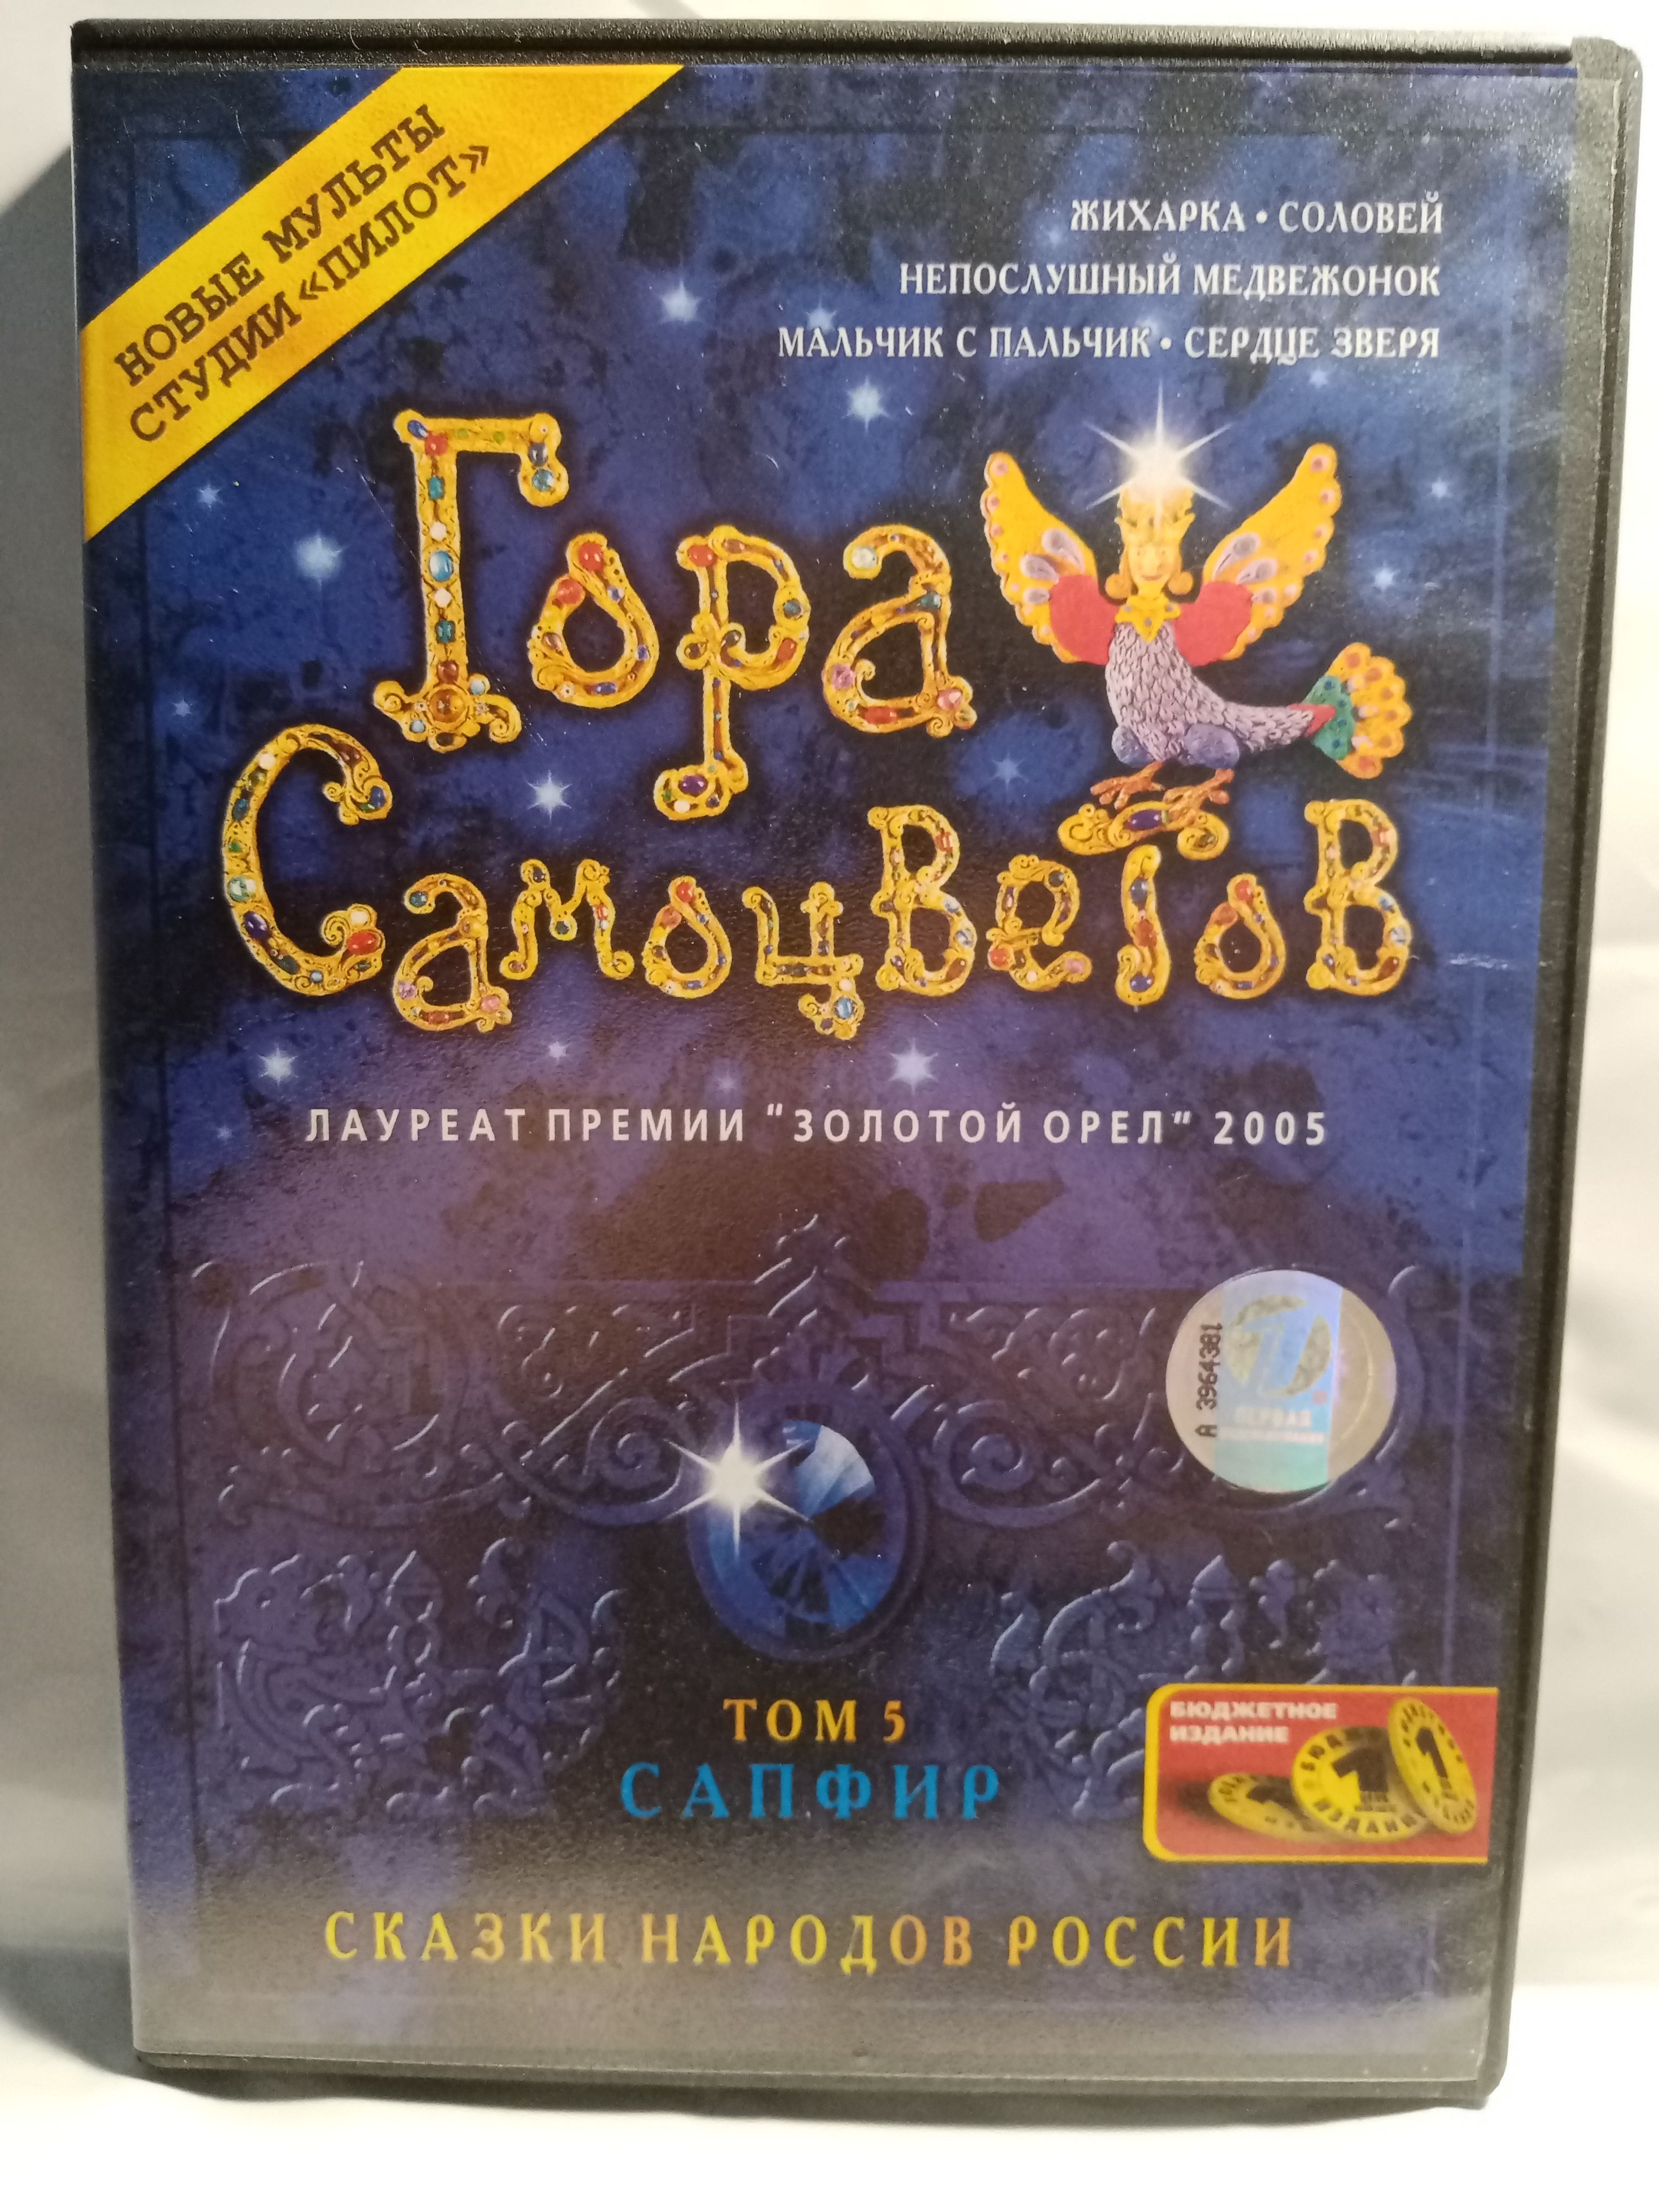 НОВЫЕ МУЛЬТЫ
СТУДИИ «ПИЛОТ»
ЖИХАРКА • СОЛОВЕЙ
НЕПОСЛУШНЫЙ МЕДВЕЖОНОК
МАЛЬЧИК С ПАЛЬЧИК • СЕРДЦЕ ЗВЕРЯ
Гора
Самоцветов
ЛАУРЕАТ ПРЕМИИ "ЗОЛОТОЙ ОРЕЛ" 2005
А 3964381
ПЕРВАЯ
ТОМ 5
САПФИР
БЮДЖЕТНОЕ
ИЗДАНИЕ
СКАЗКИ НАРОДОВ РОССИИ